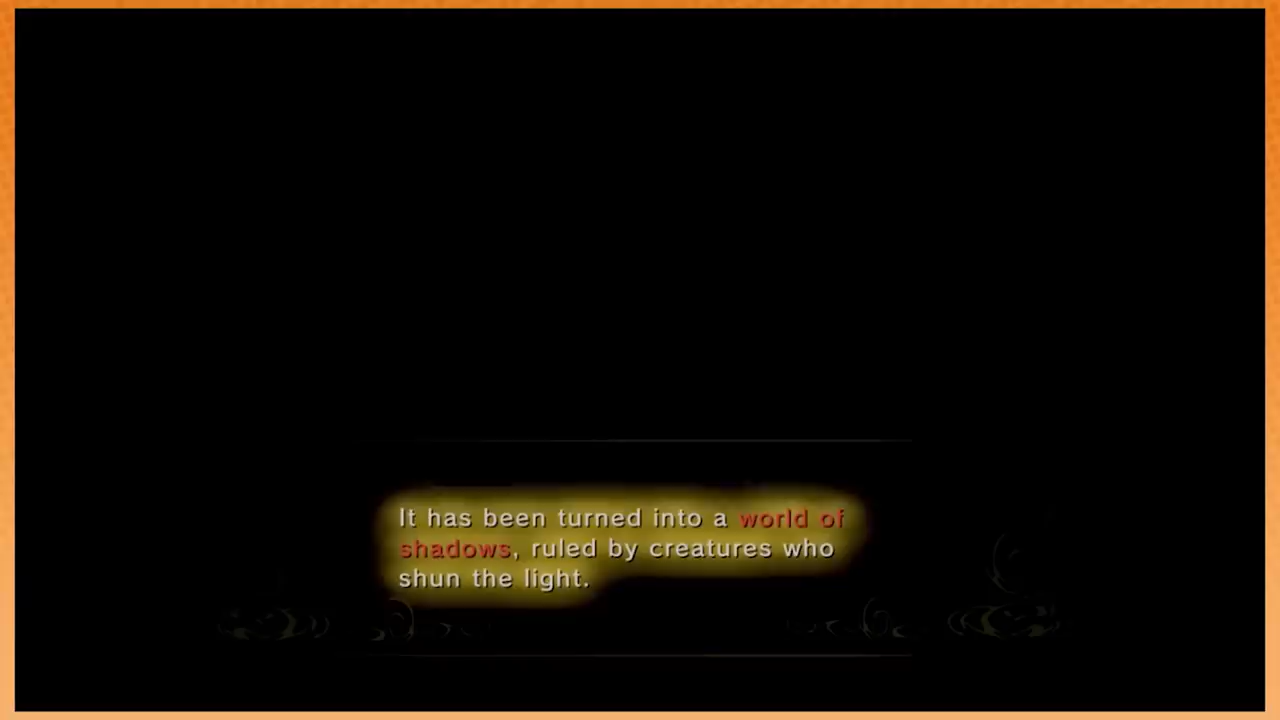 It has been turned into a world of
shadows, ruled by creatures who
shun the light.